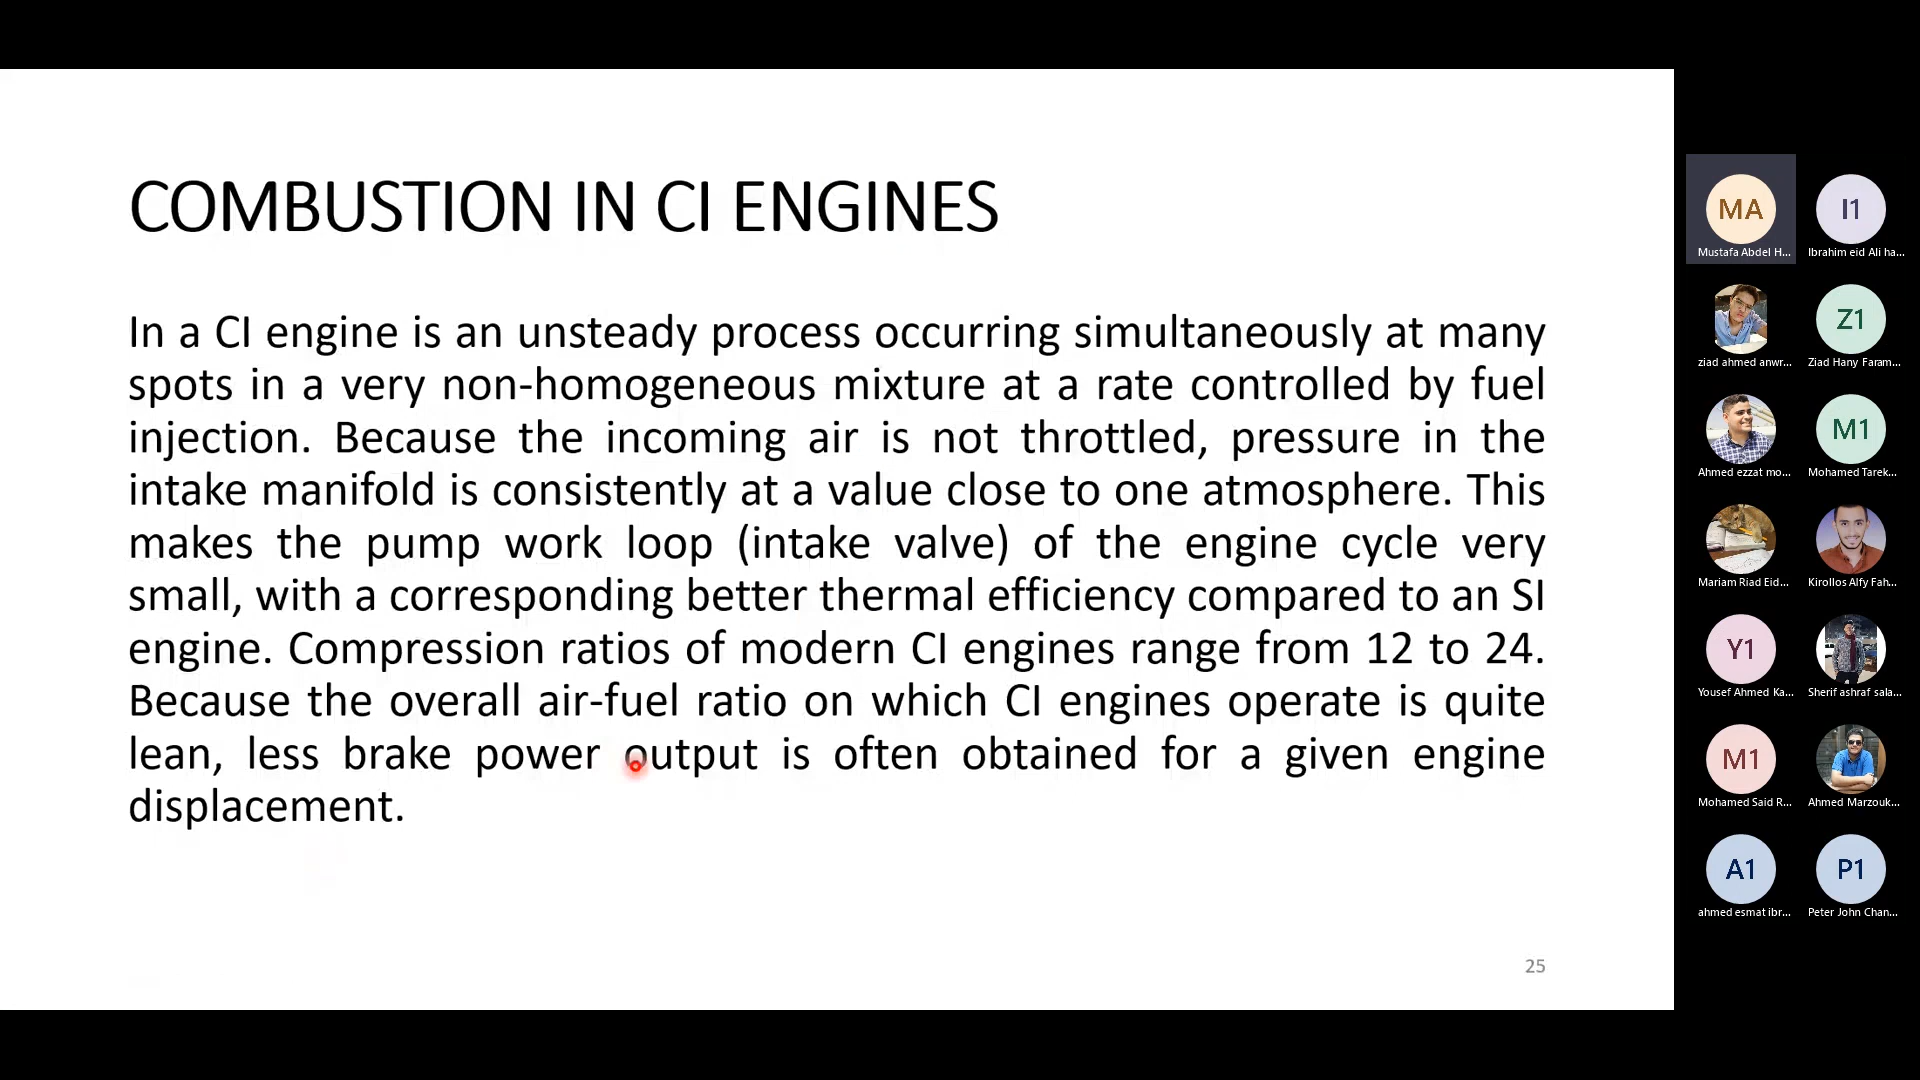 COMBUSTION IN CI ENGINES
In a CI engine is an unsteady process occurring simultaneously at many
spots in a very non-homogeneous mixture at a rate controlled by fuel
injection. Because the incoming air is not throttled, pressure in the
intake manifold is consistently at a value close to one atmosphere. This
makes the pump work loop (intake valve) of the engine cycle very
small, with a corresponding better thermal efficiency compared to an SI
engine. Compression ratios of modern CI engines range from 12 to 24.
Because the overall air-fuel ratio on which CI engines operate is quite
lean, less brake power output is often obtained for a given engine
displacement.
25
MA
I1
Mustafa Abdel H...
Ibrahim eid Ali ha...
Z1
ziad ahmed anwr...
Ziad Hany Faram...
M1
Ahmed ezzat mo...
Mohamed Tarek...
Mariam Riad Eid...
Kirollos Alfy Fah...
Y1
Yousef Ahmed Ka...
Sherif ashraf sala...
M1
Mohamed Said R...
Ahmed Marzouk...
A1
P1
ahmed esmat ibr...
Peter John Chan...